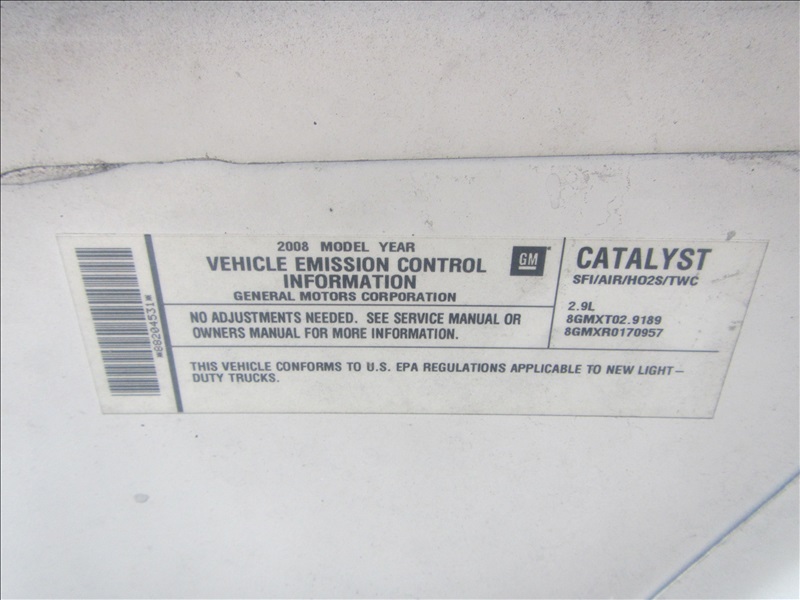 2008 MODEL YEAR
VEHICLE EMISSION CONTROL
INFORMATION
GENERAL MOTORS CORPORATION
GM
NO ADJUSTMENTS NEEDED. SEE SERVICE MANUAL OR
OWNERS MANUAL FOR MORE INFORMATION.
CATALYST
SFI/AIR/HO2S/TWC
2.9L
8GMXT02.9189
8GMXR0170957
THIS VEHICLE CONFORMS TO U.S. EPA REGULATIONS APPLICABLE TO NEW LIGHT–
DUTY TRUCKS.
*88204531*